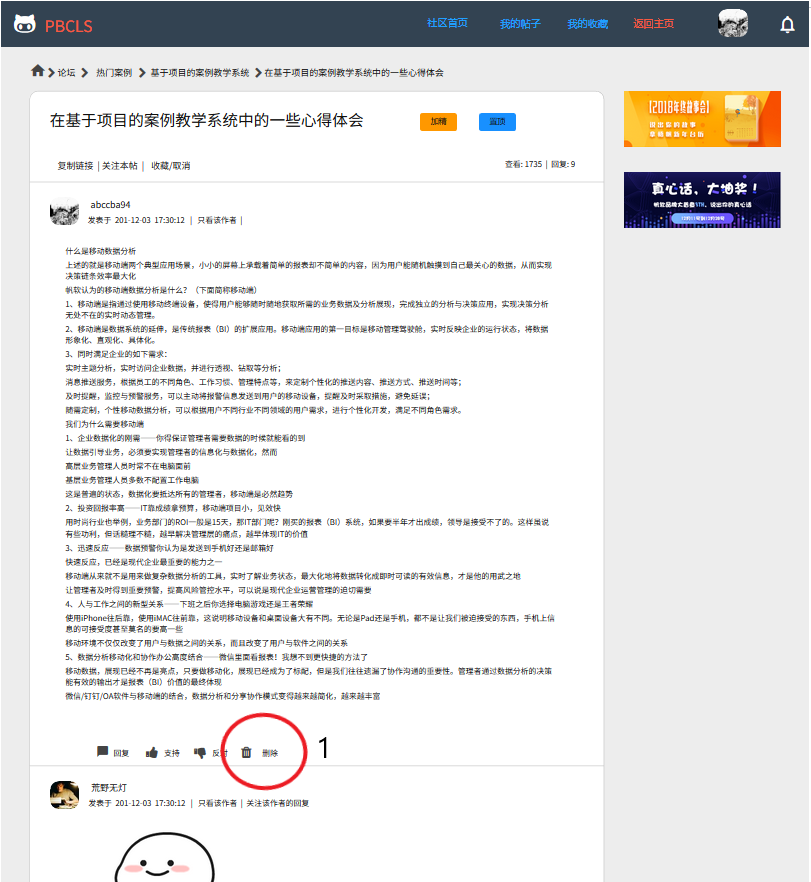 PBCLS
社区首页 我的帖子 我的收藏 返回主页
论坛 热门案例 基于项目的案例教学系统 在基于项目的案例教学系统中的一些心得体会
在基于项目的案例教学系统中的一些心得体会 加精 置顶
复制链接 | 关注本帖 | 收藏/取消 查看: 1735 | 回复: 9
【2018年终故事会】
说出你的故事
真心话，大抽奖！
abccba94
发表于 201-12-03 17:30:12 | 只看该作者 |
什么是移动数据分析
上述的就是移动端两个典型应用场景，小小的屏幕上承载着简单的报表却不简单的内容，因为用户能随机触摸到自己最关心的数据，从而实现
决策链条效率最大化
帆软认为的移动端数据分析是什么？（下面简称移动端）
1、移动端是指通过使用移动终端设备，使得用户能够随时随地获取所需的业务数据及分析展现，完成独立的分析与决策应用，实现决策分析
无处不在的实时动态管理。
2、移动端是数据系统的延伸，是传统报表（BI）的扩展应用。移动端应用的第一目标是移动管理驾驶舱，实时反映企业的运行状态，将数据
形象化、直观化、具体化。
3、同时满足企业的如下需求：
实时主题分析，实时访问企业数据，并进行透视、钻取等分析；
消息推送服务，根据员工的不同角色、工作习惯、管理特点等，来定制个性化的推送内容、推送方式、推送时间等；
及时提醒，监控与预警服务，可以主动将报警信息发送到用户的移动设备，提醒及时采取措施，避免延误；
随需定制，个性移动数据分析，可以根据用户不同行业不同领域的用户需求，进行个性化开发，满足不同角色需求。
我们为什么需要移动端
1、企业数据化的刚需——你得保证管理者需要数据的时候就能看的到
让数据引导业务，必须要实现管理者的信息化与数据化，然而
高层业务管理人员时常不在电脑面前
基层业务管理人员多数不配置工作电脑
这是普遍的状态，数据化要抵达所有的管理者，移动端是必然趋势
2、投资回报率高——IT靠成绩拿预算，移动端项目小，见效快
用时尚行业也举例，业务部门的ROI一般是15天，那IT部门呢？刚买的报表（BI）系统，如果要半年才出成绩，领导是接受不了的。这样虽说
有些功利，但话糙理不糙，越早解决管理层的痛点，越早体现IT的价值
3、迅速反应——数据预警你认为是发送到手机好还是邮箱好
快速反应，已经是现代企业最重要的能力之一
移动端从来就不是用来做复杂数据分析的工具，实时了解业务状态，最大化地将数据转化成即时可读的有效信息，才是他的用武之地
让管理者及时得到重要预警，提高风险管控水平，可以说是现代企业运营管理的迫切需要
4、人与工作之间的新型关系——下班之后你选择电脑游戏还是王者荣耀
使用iPhone往后靠，使用iMAC往前靠，这说明移动设备和桌面设备大有不同。无论是Pad还是手机，都不是让我们被迫接受的东西，手机上信
息的可接受度甚至莫名的要高一些
移动环境不仅仅改变了用户与数据之间的关系，而且改变了用户与软件之间的关系
5、数据分析移动化和协作办公高度结合——微信里面看报表！我想不到更快捷的方法了
移动数据，展现已经不再是亮点，只要做移动化，展现已经成为了标配，但是我们往往遗漏了协作沟通的重要性。管理者通过数据分析的决策
能有效的输出才是报表（BI）价值的最终体现
微信/钉钉/OA软件与移动端的结合，数据分析和分享协作模式变得越来越简化，越来越丰富
回复 支持 反对 删除 1
荒野无灯
发表于 201-12-03 17:30:12 | 只看该作者 | 关注该作者的回复